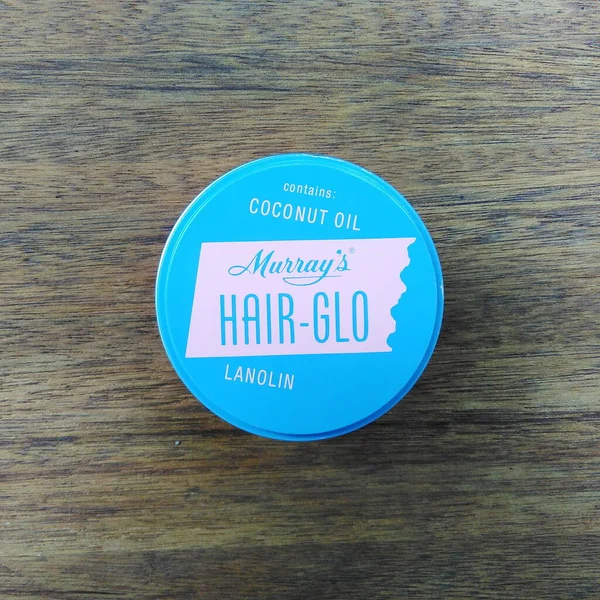 contains:
COCONUT OIL
Murray's®
HAIR-GLO
LANOLIN